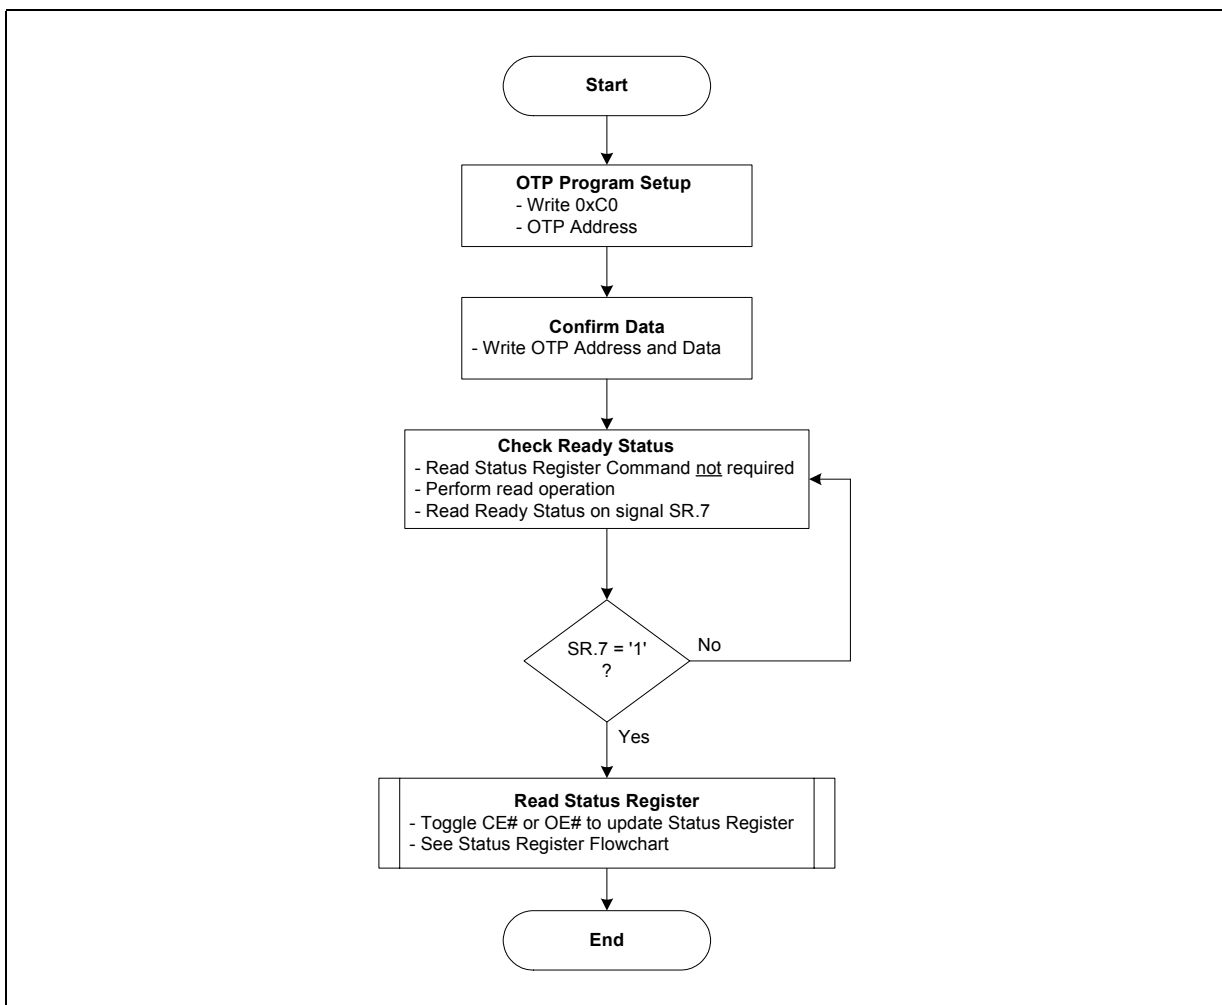 Start
OTP Program Setup
- Write 0xC0
- OTP Address
Confirm Data
- Write OTP Address and Data
Check Ready Status
- Read Status Register Command not required
- Perform read operation
- Read Ready Status on signal SR.7
SR.7 = '1'
?
No
Yes
Read Status Register
- Toggle CE# or OE# to update Status Register
- See Status Register Flowchart
End